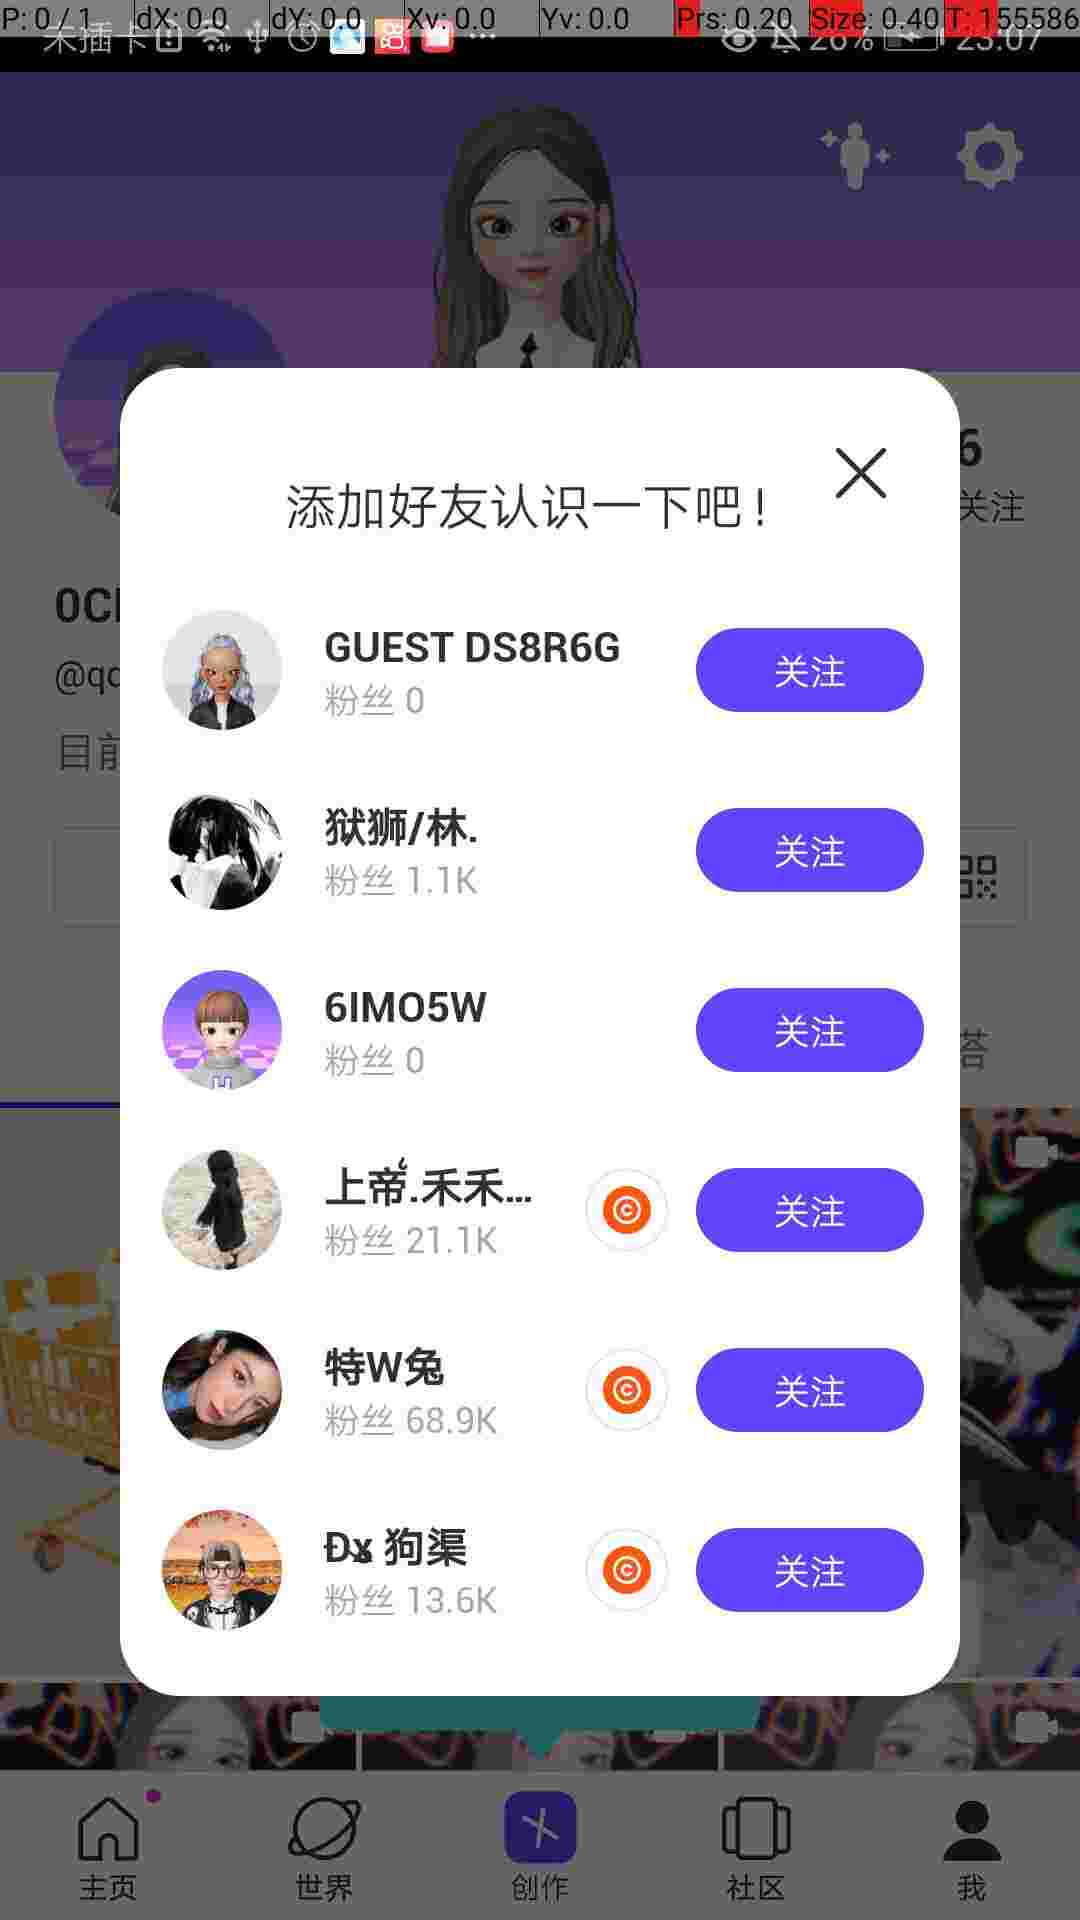 P: 0 / 1 dX: 0.0 dY: 0.0 Xv: 0.0 Yv: 0.0 Prs: 0.20 Size: 0.40 T: 155586
未插卡 26% 23:07
6
关注
添加好友认识一下吧!
@qc
目前
GUEST DS8R6G
粉丝 0
关注
狱狮/林.
粉丝 1.1K
关注
6IMO5W
粉丝 0
关注
答
上帝.禾禾...
粉丝 21.1K
关注
特W兔
粉丝 68.9K
关注
狗渠
粉丝 13.6K
关注
主页
世界
创作
社区
我